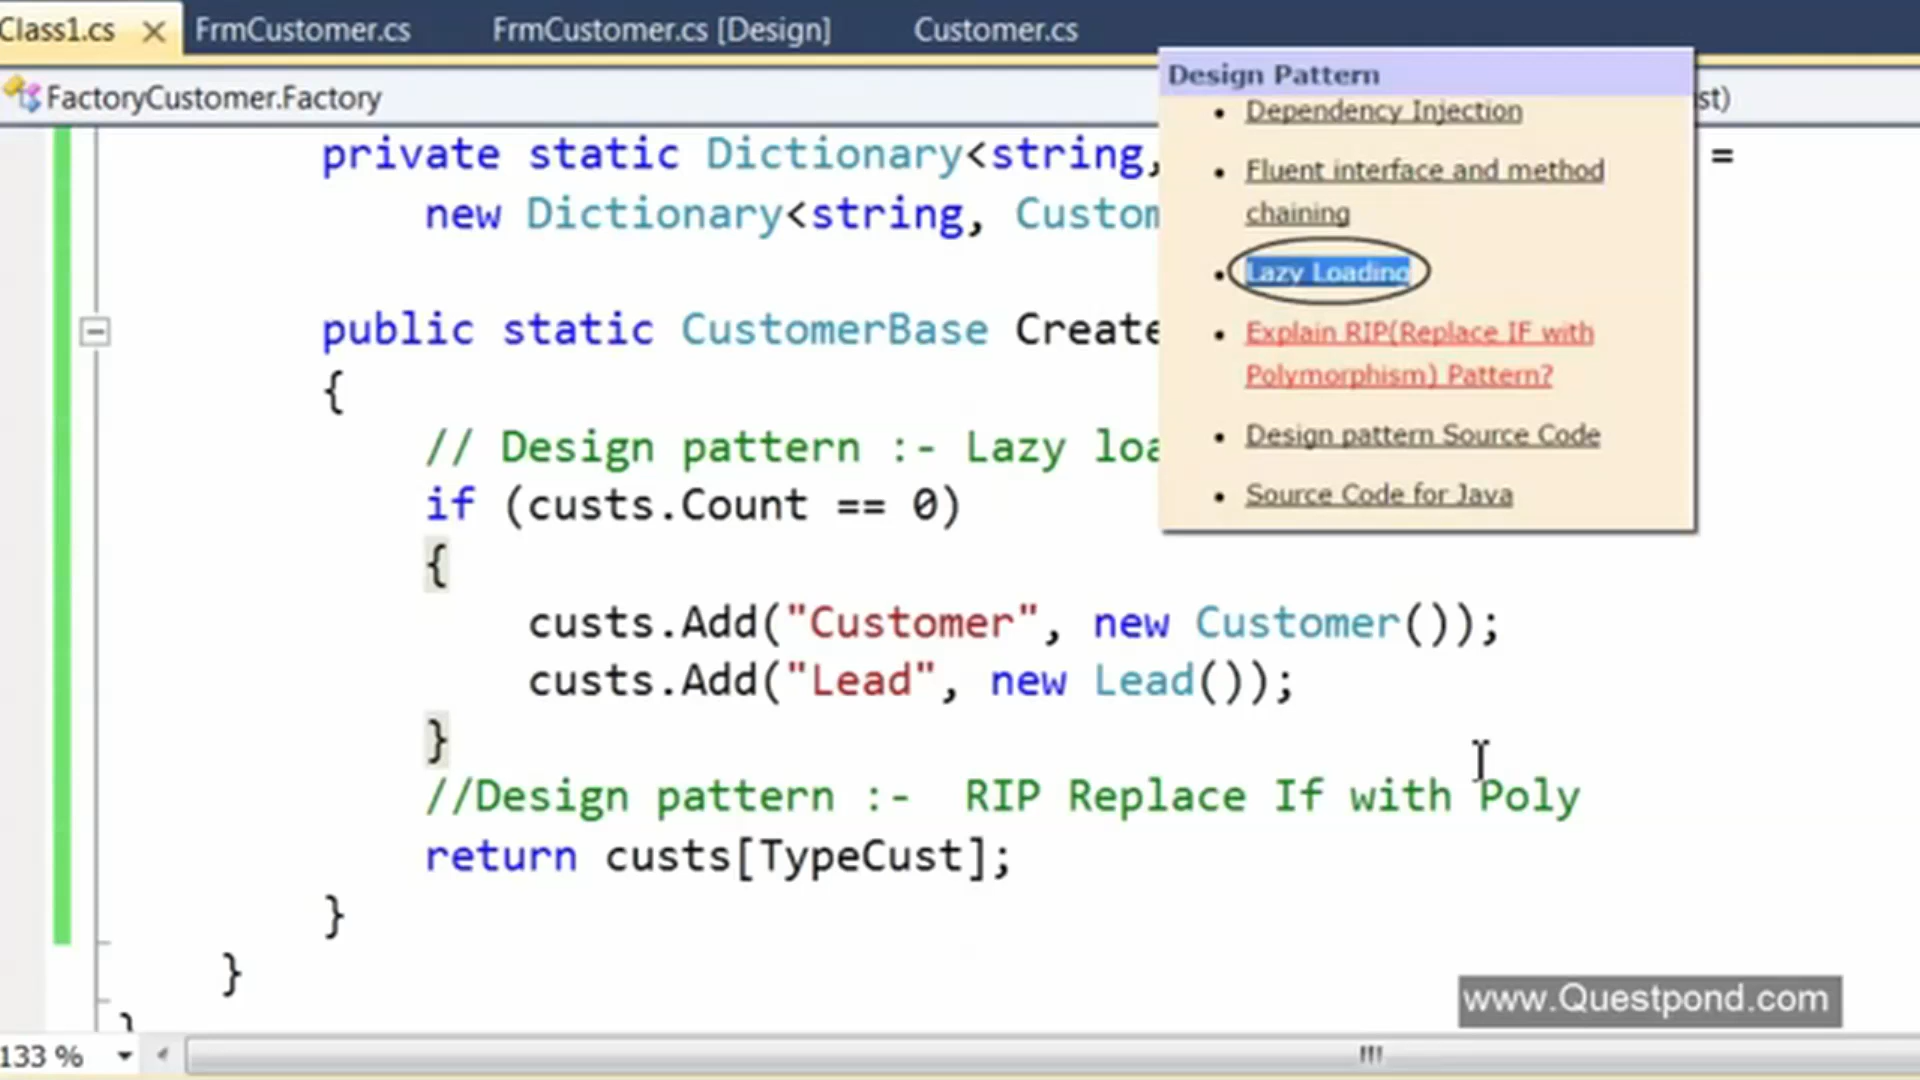 Class1.cs FrmCustomer.cs FrmCustomer.cs [Design] Customer.cs
FactoryCustomer.Factory
st)
private static Dictionary<string, =
new Dictionary<string, Custom
public static CustomerBase Create
{
// Design pattern :- Lazy loa
if (custs.Count == 0)
{
custs.Add("Customer", new Customer());
custs.Add("Lead", new Lead());
}
//Design pattern :-  RIP Replace If with Poly
return custs[TypeCust];
}
}
}
Design Pattern
• Dependency Injection
• Fluent interface and method
chaining
• Lazy Loading
• Explain RIP(Replace IF with
Polymorphism) Pattern?
• Design pattern Source Code
• Source Code for Java
www.Questpond.com
133 %